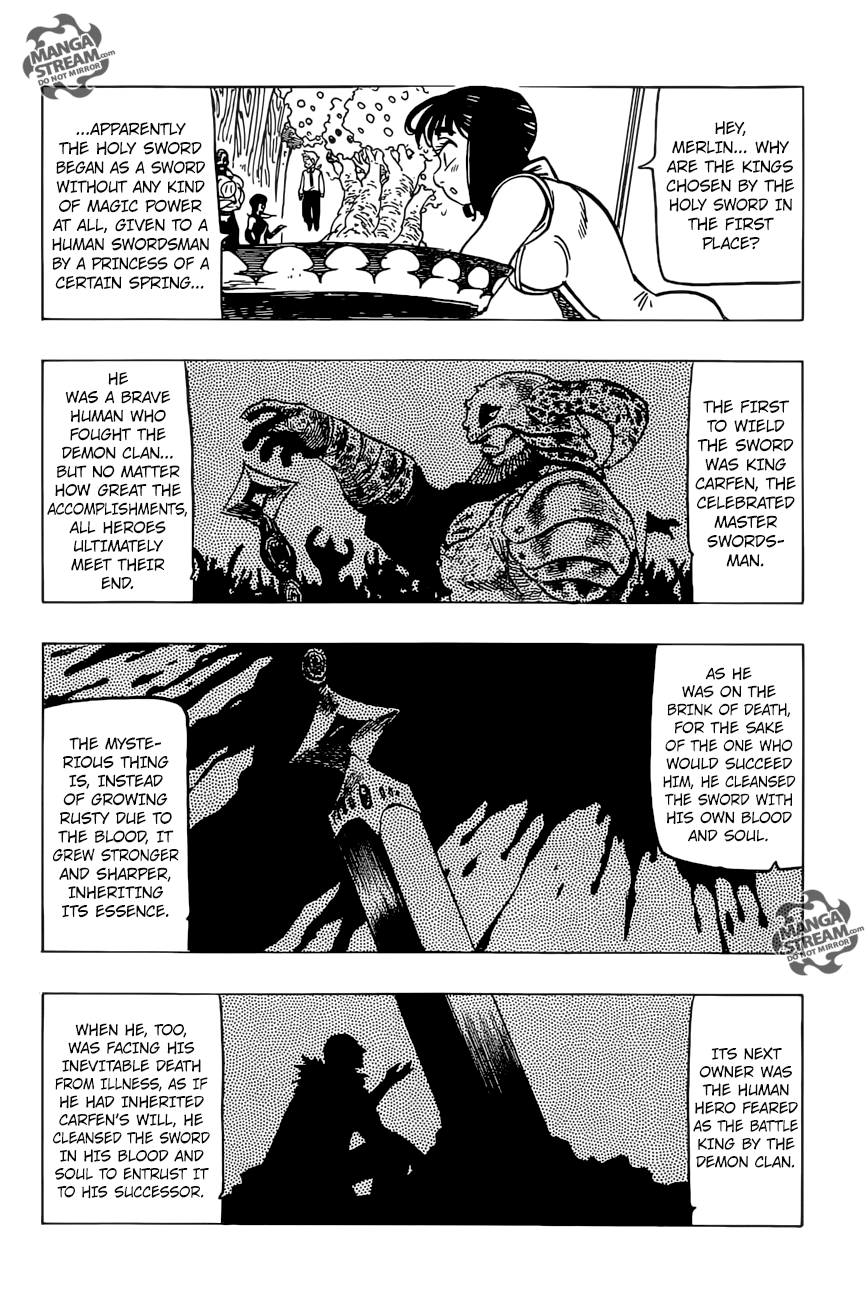 MANGA
STREAM.com
DO NOT MIRROR
HEY,
MERLIN... WHY
ARE THE KINGS
CHOSEN BY THE
HOLY SWORD IN
THE FIRST
PLACE?
...APPARENTLY
THE HOLY SWORD
BEGAN AS A SWORD
WITHOUT ANY KIND
OF MAGIC POWER
AT ALL, GIVEN TO A
HUMAN SWORDSMAN
BY A PRINCESS OF A
CERTAIN SPRING...
THE FIRST
TO WIELD
THE SWORD
WAS KING
CARFEN, THE
CELEBRATED
MASTER
SWORDS-
MAN.
HE
WAS A BRAVE
HUMAN WHO
FOUGHT THE
DEMON CLAN...
BUT NO MATTER
HOW GREAT THE
ACCOMPLISHMENTS,
ALL HEROES
ULTIMATELY
MEET THEIR
END.
AS HE
WAS ON THE
BRINK OF DEATH,
FOR THE SAKE
OF THE ONE WHO
WOULD SUCCEED
HIM, HE CLEANSED
THE SWORD WITH
HIS OWN BLOOD
AND SOUL.
THE MYSTE-
RIOUS THING
IS, INSTEAD
OF GROWING
RUSTY DUE TO
THE BLOOD, IT
GREW STRONGER
AND SHARPER,
INHERITING
ITS ESSENCE.
MANGA
STREAM.com
DO NOT MIRROR
ITS NEXT
OWNER WAS
THE HUMAN
HERO FEARED
AS THE BATTLE
KING BY THE
DEMON CLAN.
WHEN HE, TOO,
WAS FACING HIS
INEVITABLE DEATH
FROM ILLNESS, AS IF
HE HAD INHERITED
CARFEN'S WILL, HE
CLEANSED THE SWORD
IN HIS BLOOD AND
SOUL TO ENTRUST IT
TO HIS SUCCESSOR.